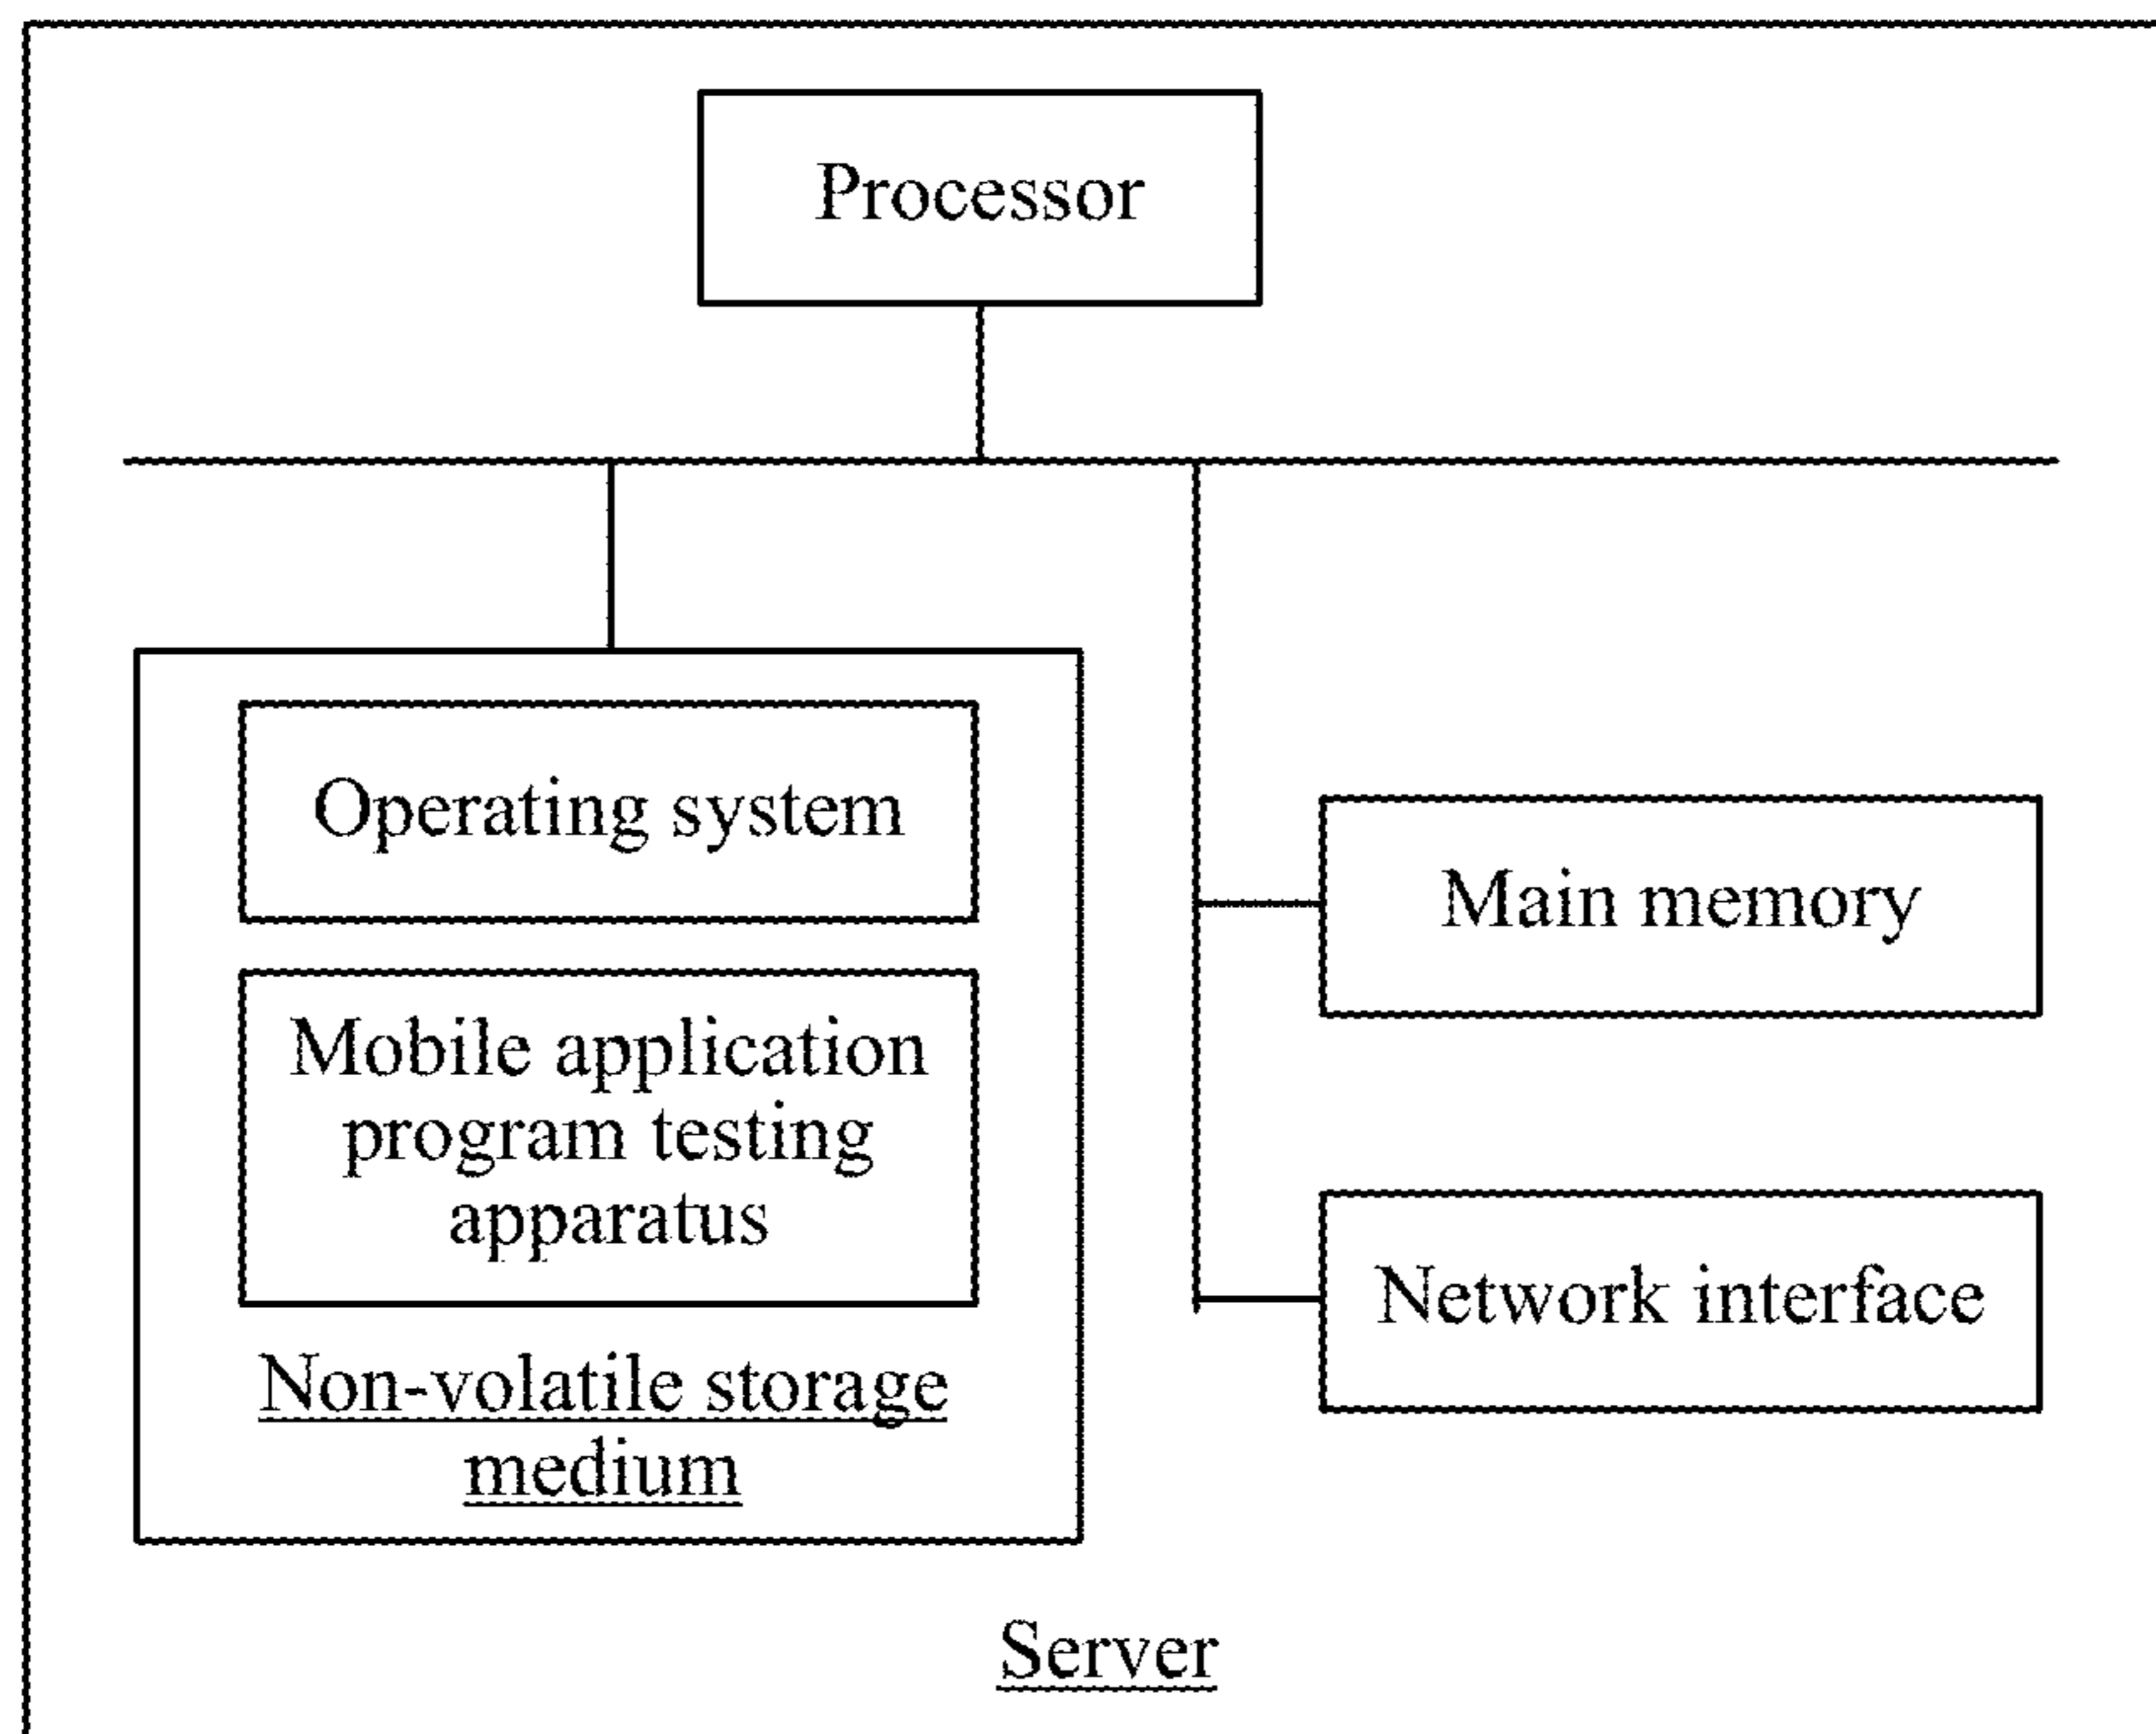 Processor
Operating system
Mobile application
program testing
apparatus
Non-volatile storage
medium
Main memory
Network interface
Server